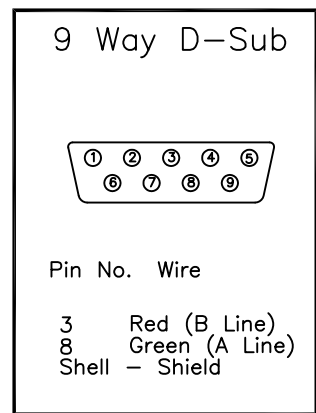 9 Way D-Sub
1 2 3 4 5
6 7 8 9
Pin No. Wire
3 Red (B Line)
8 Green (A Line)
Shell - Shield